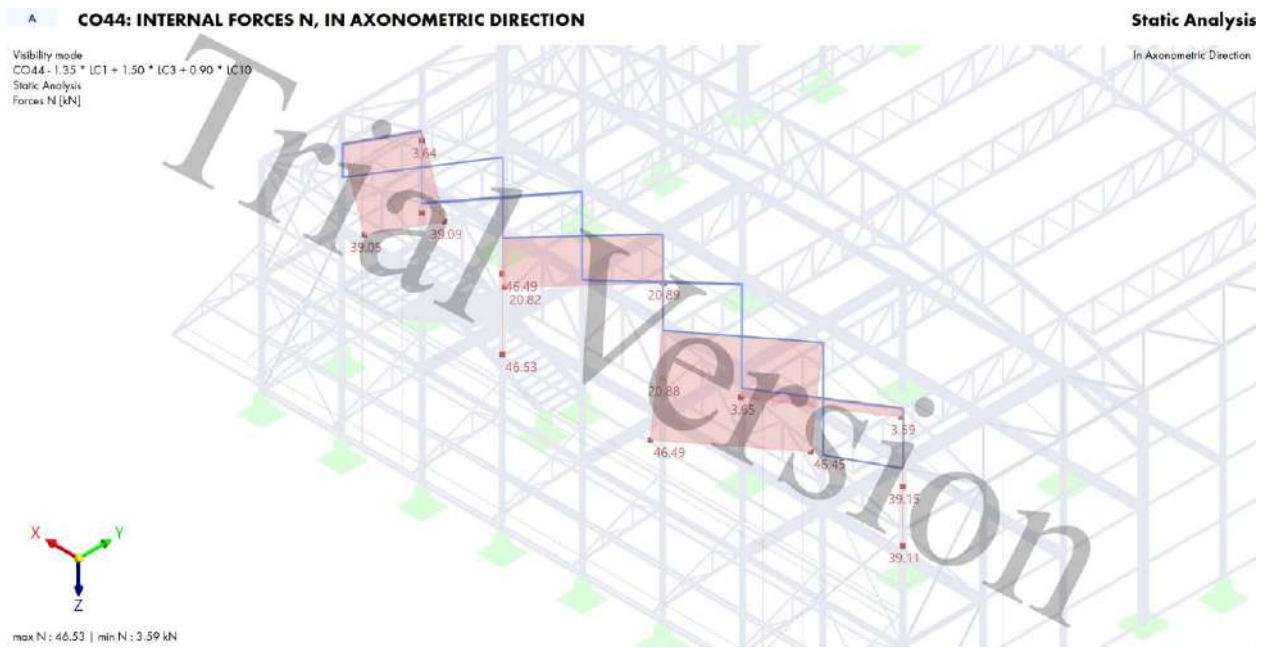 A CO44: INTERNAL FORCES N, IN AXONOMETRIC DIRECTION
Static Analysis
Visibility mode
CO44 - 1.35 * LC1 + 1.50 * LC3 + 0.90 * LC10
Static Analysis
Forces N [kN]
In Axonometric Direction
Trial Version
3.64
39.05
39.09
46.49
20.82
20.89
46.53
20.88
3.65
3.59
46.49
46.45
39.15
39.11
X
Y
Z
max N : 46.53 | min N : 3.59 kN